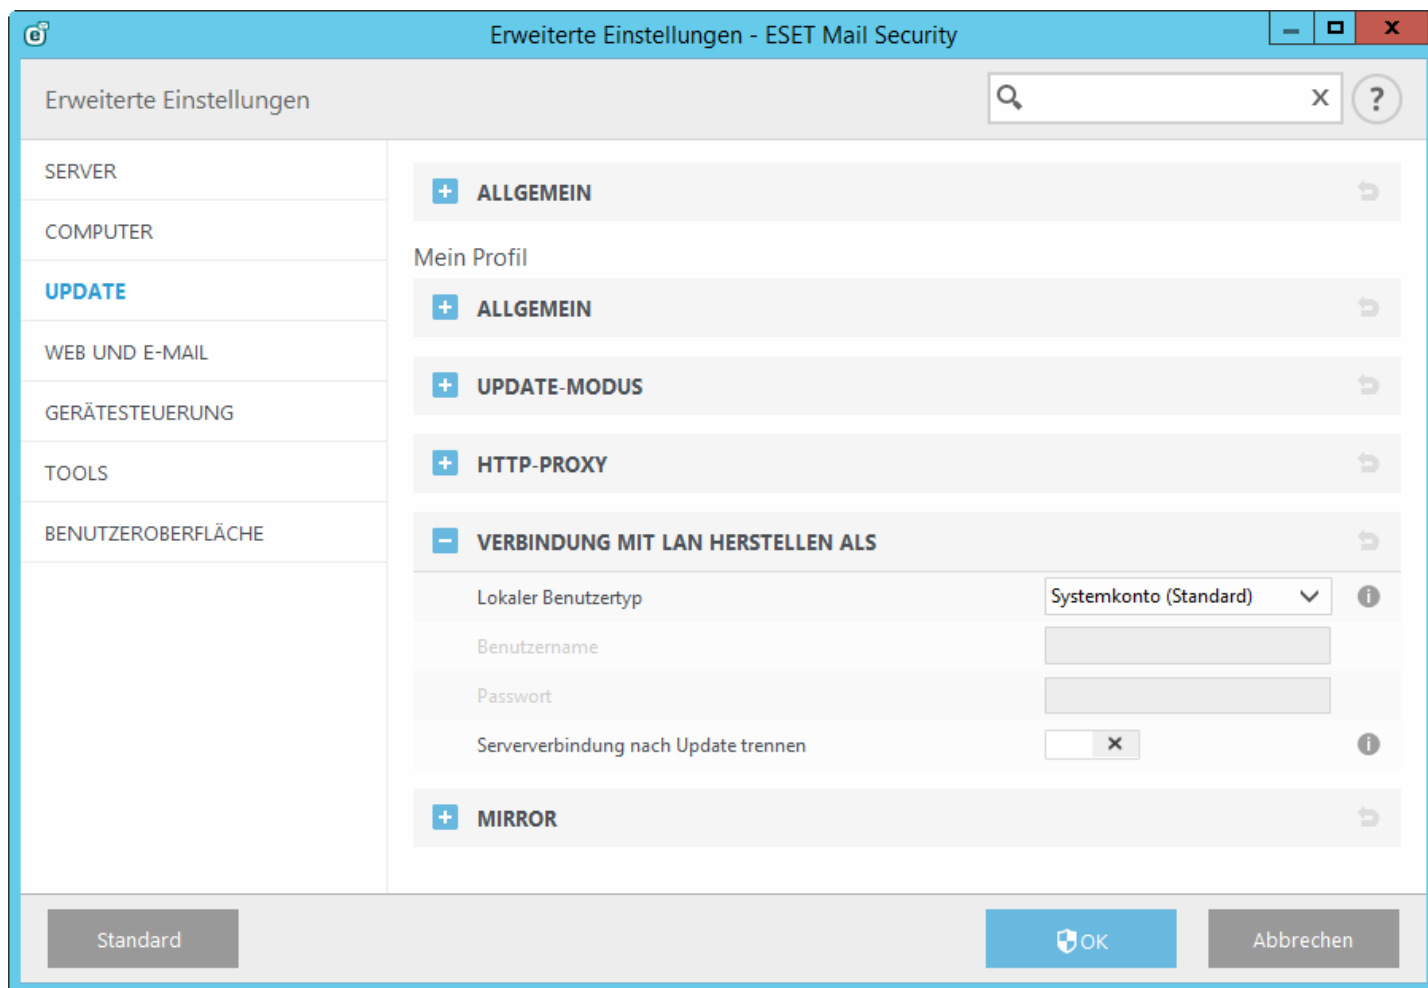 Erweiterte Einstellungen - ESET Mail Security
Erweiterte Einstellungen
SERVER
COMPUTER
UPDATE
WEB UND E-MAIL
GERÄTESTEUERUNG
TOOLS
BENUTZEROBERFLÄCHE
ALLGEMEIN
Mein Profil
ALLGEMEIN
UPDATE-MODUS
HTTP-PROXY
VERBINDUNG MIT LAN HERSTELLEN ALS
Lokaler Benutzertyp Systemkonto (Standard)
Benutzername
Passwort
Serververbindung nach Update trennen
MIRROR
Standard OK Abbrechen